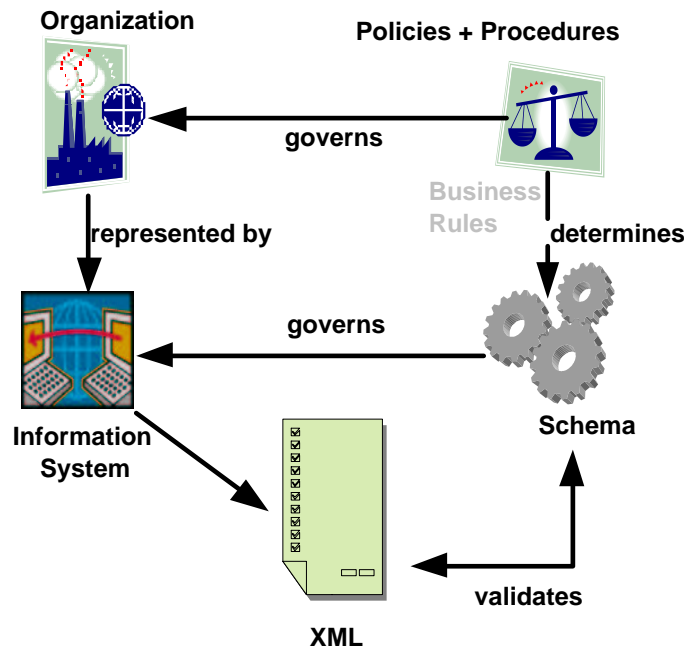 Organization
Policies + Procedures
governs
Business
Rules
represented by
determines
governs
Information
System
Schema
validates
XML